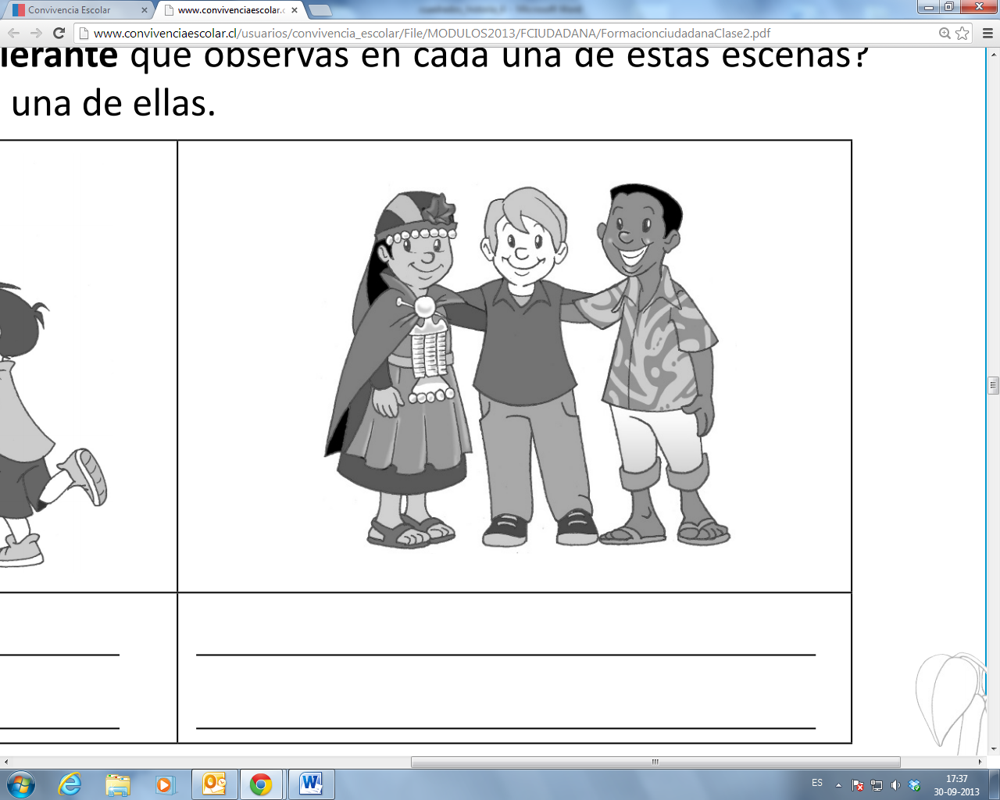 Convivencia Escolar
www.convivenciaescolar.c
www.convivenciaescolar.cl/usuarios/convivencia_escolar/File/MODULOS2013/FCIUDADANA/FormacionciudadanaClase2.pdf
lerante que observas en cada una de estas escenas?
una de ellas.
ES
17:37
30-09-2013